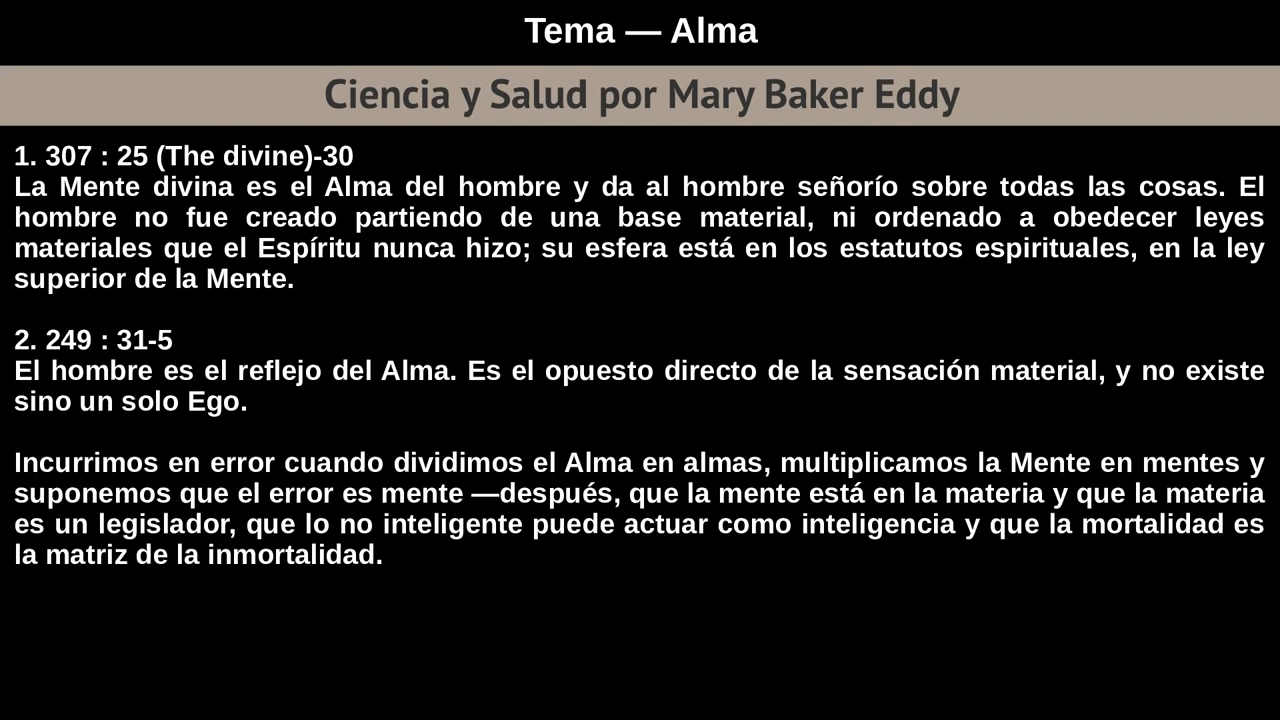 Tema — Alma
Ciencia y Salud por Mary Baker Eddy
1. 307 : 25 (The divine)-30
La Mente divina es el Alma del hombre y da al hombre señorío sobre todas las cosas. El
hombre no fue creado partiendo de una base material, ni ordenado a obedecer leyes
materiales que el Espíritu nunca hizo; su esfera está en los estatutos espirituales, en la ley
superior de la Mente.
2. 249 : 31-5
El hombre es el reflejo del Alma. Es el opuesto directo de la sensación material, y no existe
sino un solo Ego.
Incurrimos en error cuando dividimos el Alma en almas, multiplicamos la Mente en mentes y
suponemos que el error es mente —después, que la mente está en la materia y que la materia
es un legislador, que lo no inteligente puede actuar como inteligencia y que la mortalidad es
la matriz de la inmortalidad.